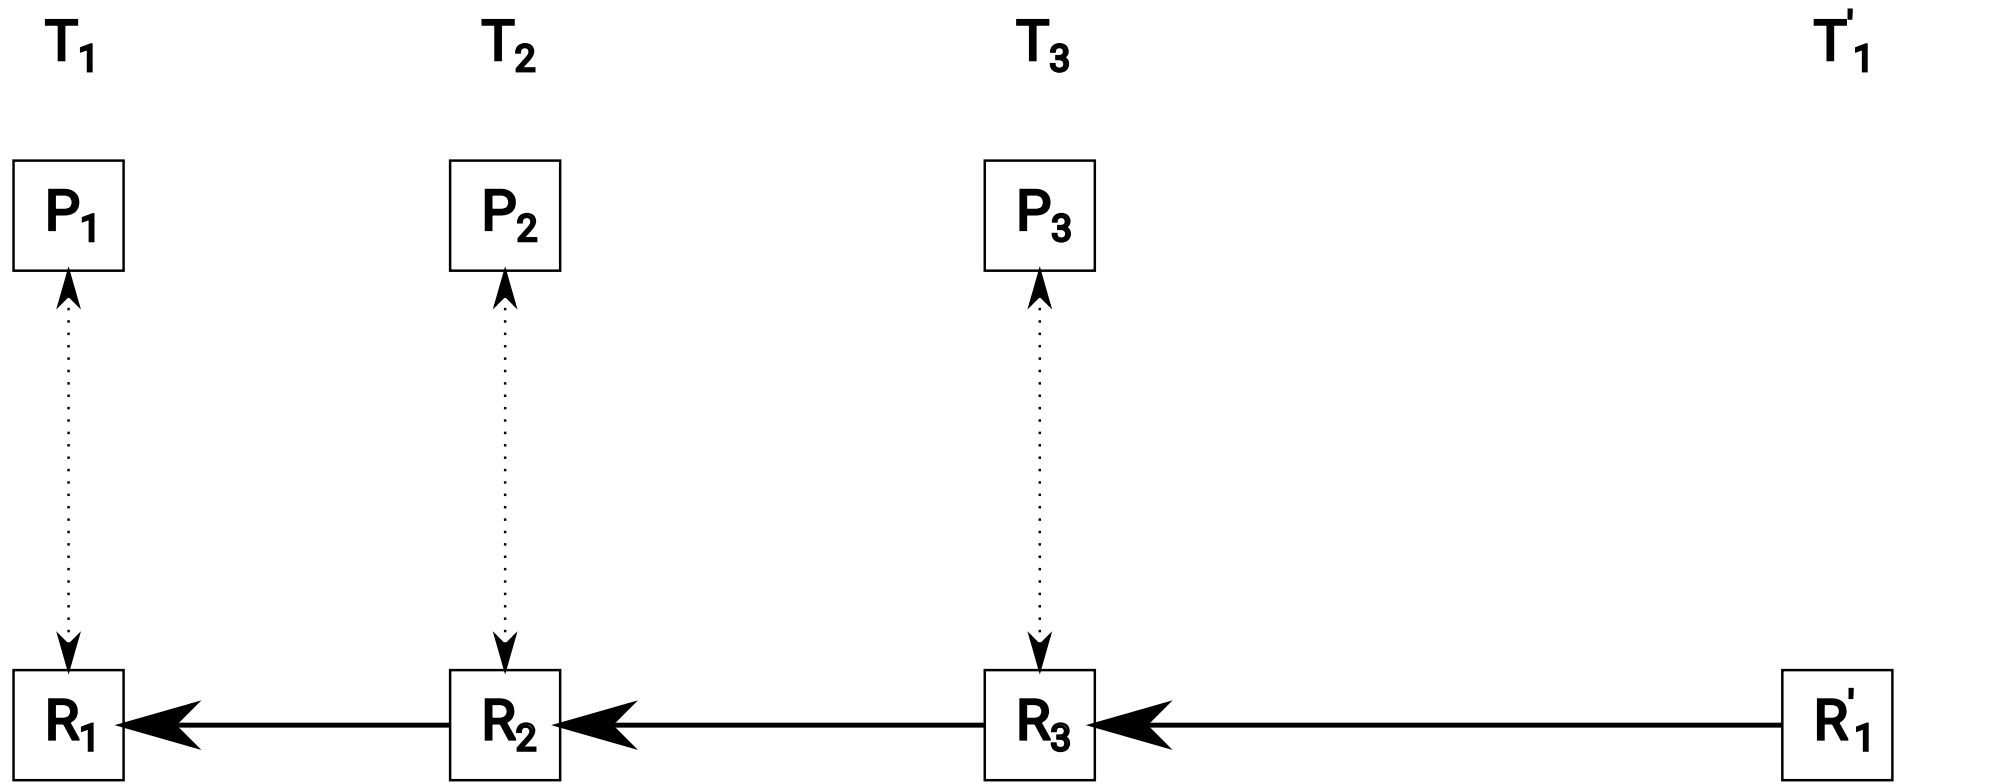 T₁ T₂ T₃ T'₁
P₁ P₂ P₃
R₁ R₂ R₃ R'₁